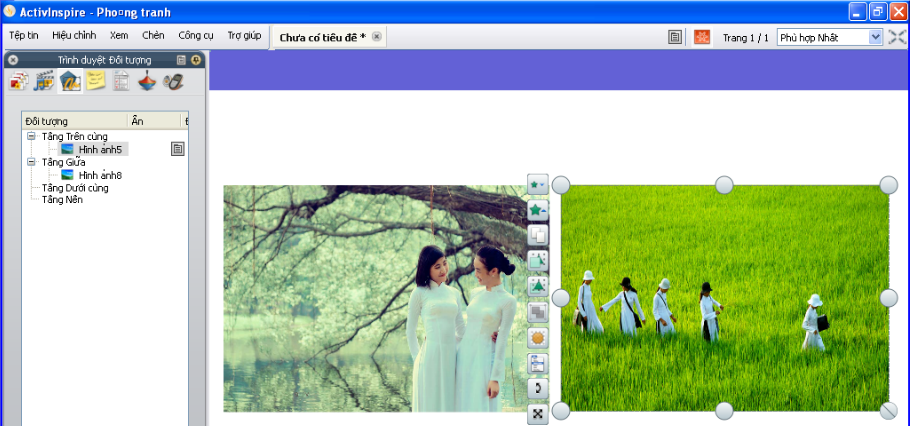 ActivInspire - Phông tranh
Tệp tin Hiệu chỉnh Xem Chèn Công cụ Trợ giúp Chưa có tiêu đề * Trang 1 / 1 Phù hợp Nhất
Trình duyệt Đối tượng
Đối tượng Ẩn
Tầng Trên cùng
Hình ảnh5
Tầng Giữa
Hình ảnh8
Tầng Dưới cùng
Tầng Nền